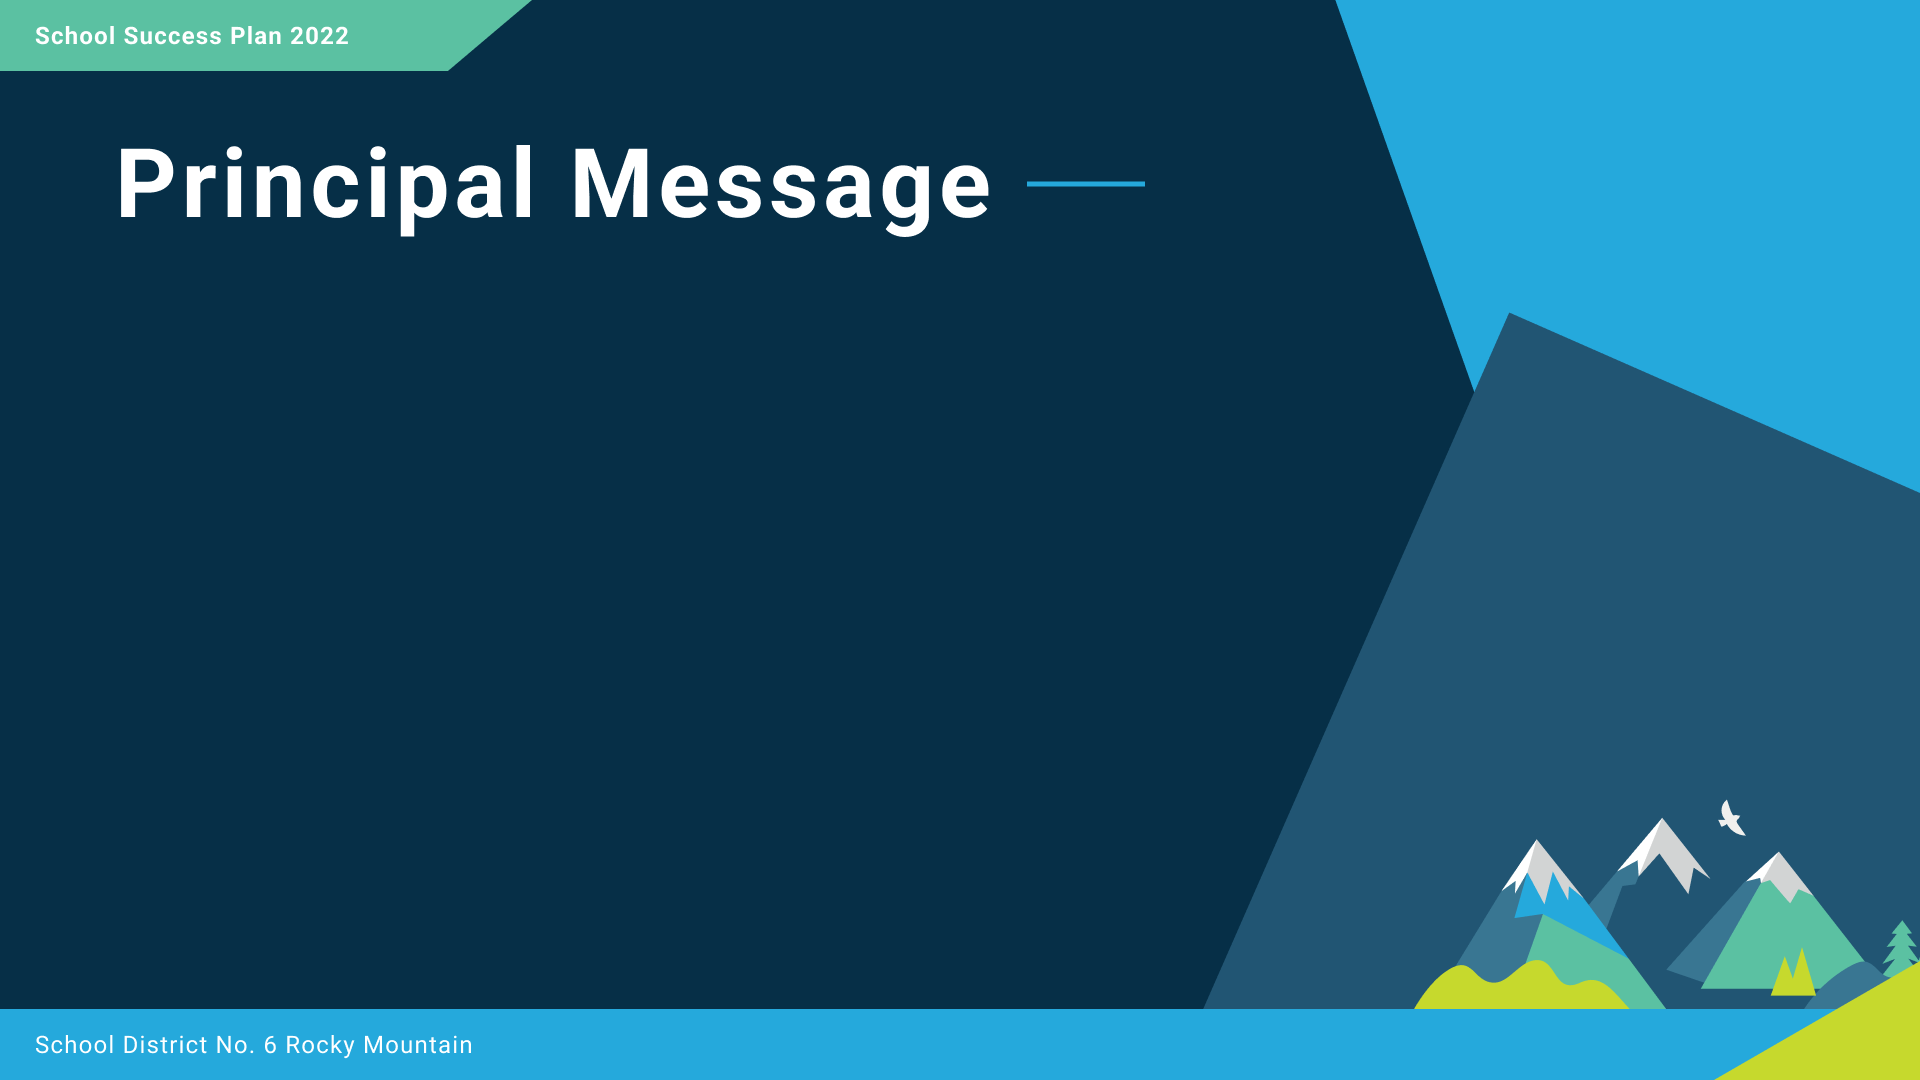 School Success Plan 2022
Principal Message
School District No. 6 Rocky Mountain